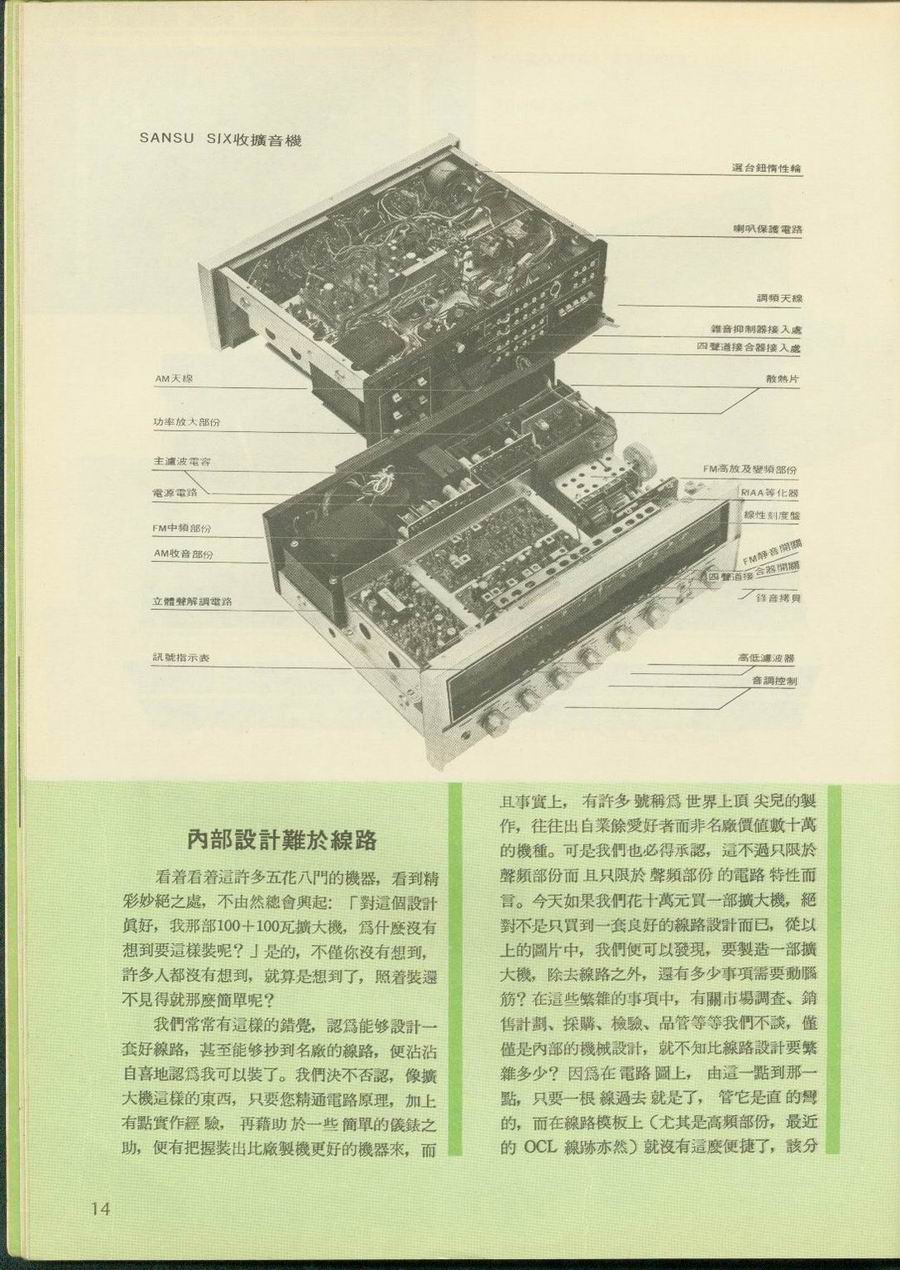 SANSU SIX收擴音機
選台鈕惰性輪
喇叭保護電路
調頻天線
雜音抑制器接入處
四聲道接合器接入處
散熱片
AM天線
功率放大部份
主濾波電容
電源電路
FM中頻部份
AM收音部份
立體聲解調電路
訊號指示表
FM高放及變頻部份
RIAA等化器
線性刻度盤
FM靜音開關
四聲道接合器開關
錄音拷貝
高低濾波器
音調控制
內部設計難於線路
看着看着這許多五花八門的機器，看到精
彩妙絕之處，不由然總會興起：「對這個設計
眞好，我那部100＋100瓦擴大機，爲什麼沒有
想到要這樣裝呢？」是的，不僅你沒有想到，
許多人都沒有想到，就算是想到了，照着裝還
不見得就那麼簡單呢？
我們常常有這樣的錯覺，認爲能够設計一
套好線路，甚至能够抄到名廠的線路，便沾沾
自喜地認爲我可以裝了。我們決不否認，像擴
大機這樣的東西，只要您精通電路原理，加上
有點實作經驗，再藉助於一些簡單的儀錶之
助，便有把握裝出比廠製機更好的機器來，而
且事實上，有許多號稱爲世界上頂尖兒的製
作，往往出自業餘愛好者而非名廠價值數十萬
的機種。可是我們也必得承認，這不過只限於
聲頻部份而且只限於聲頻部份的電路特性而
言。今天如果我們花十萬元買一部擴大機，絕
對不是只買到一套良好的線路設計而已，從以
上的圖片中，我們便可以發現，要製造一部擴
大機，除去線路之外，還有多少事項需要動腦
筋？在這些繁雜的事項中，有關市場調查、銷
售計劃、採購、檢驗、品管等等我們不談，僅
僅是內部的機械設計，就不知比線路設計要繁
雜多少？因爲在電路圖上，由這一點到那一
點，只要一根線過去就是了，管它是直的彎
的，而在線路模板上（尤其是高頻部份，最近
的 OCL 線跡亦然）就沒有這麼便捷了，該分
14